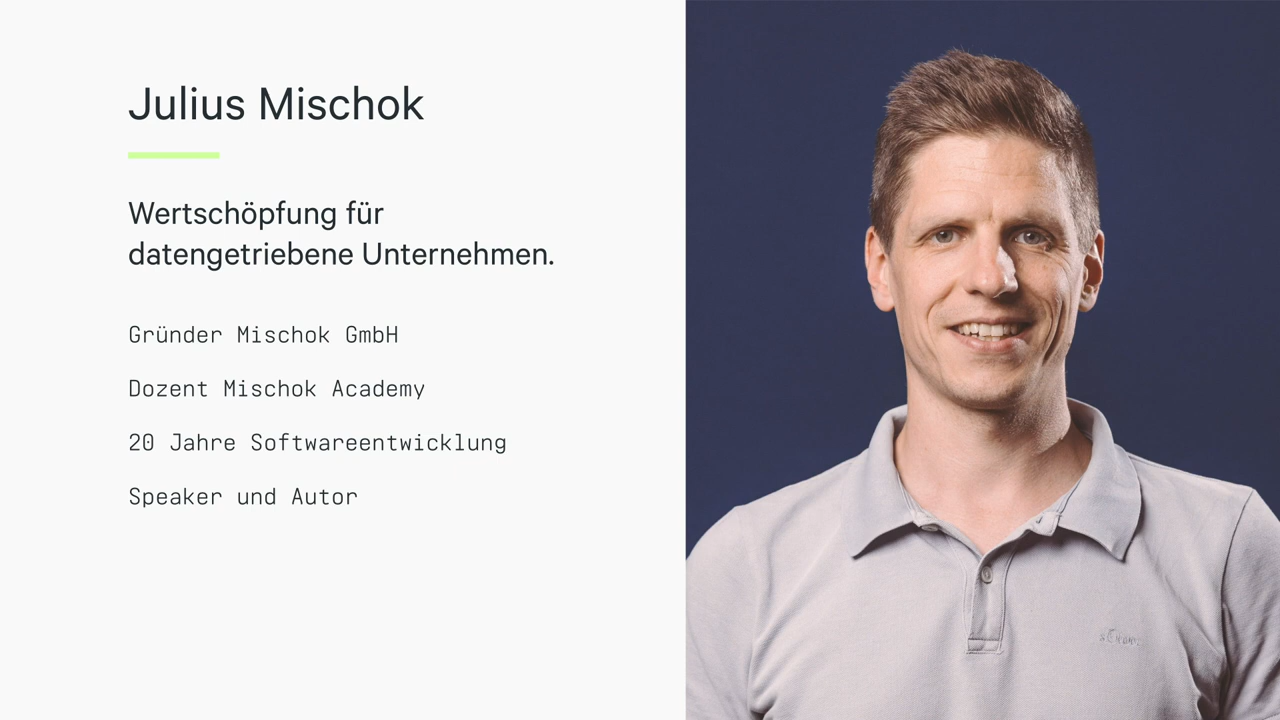 Julius Mischok
Wertschöpfung für
datengetriebene Unternehmen.
Gründer Mischok GmbH
Dozent Mischok Academy
20 Jahre Softwareentwicklung
Speaker und Autor